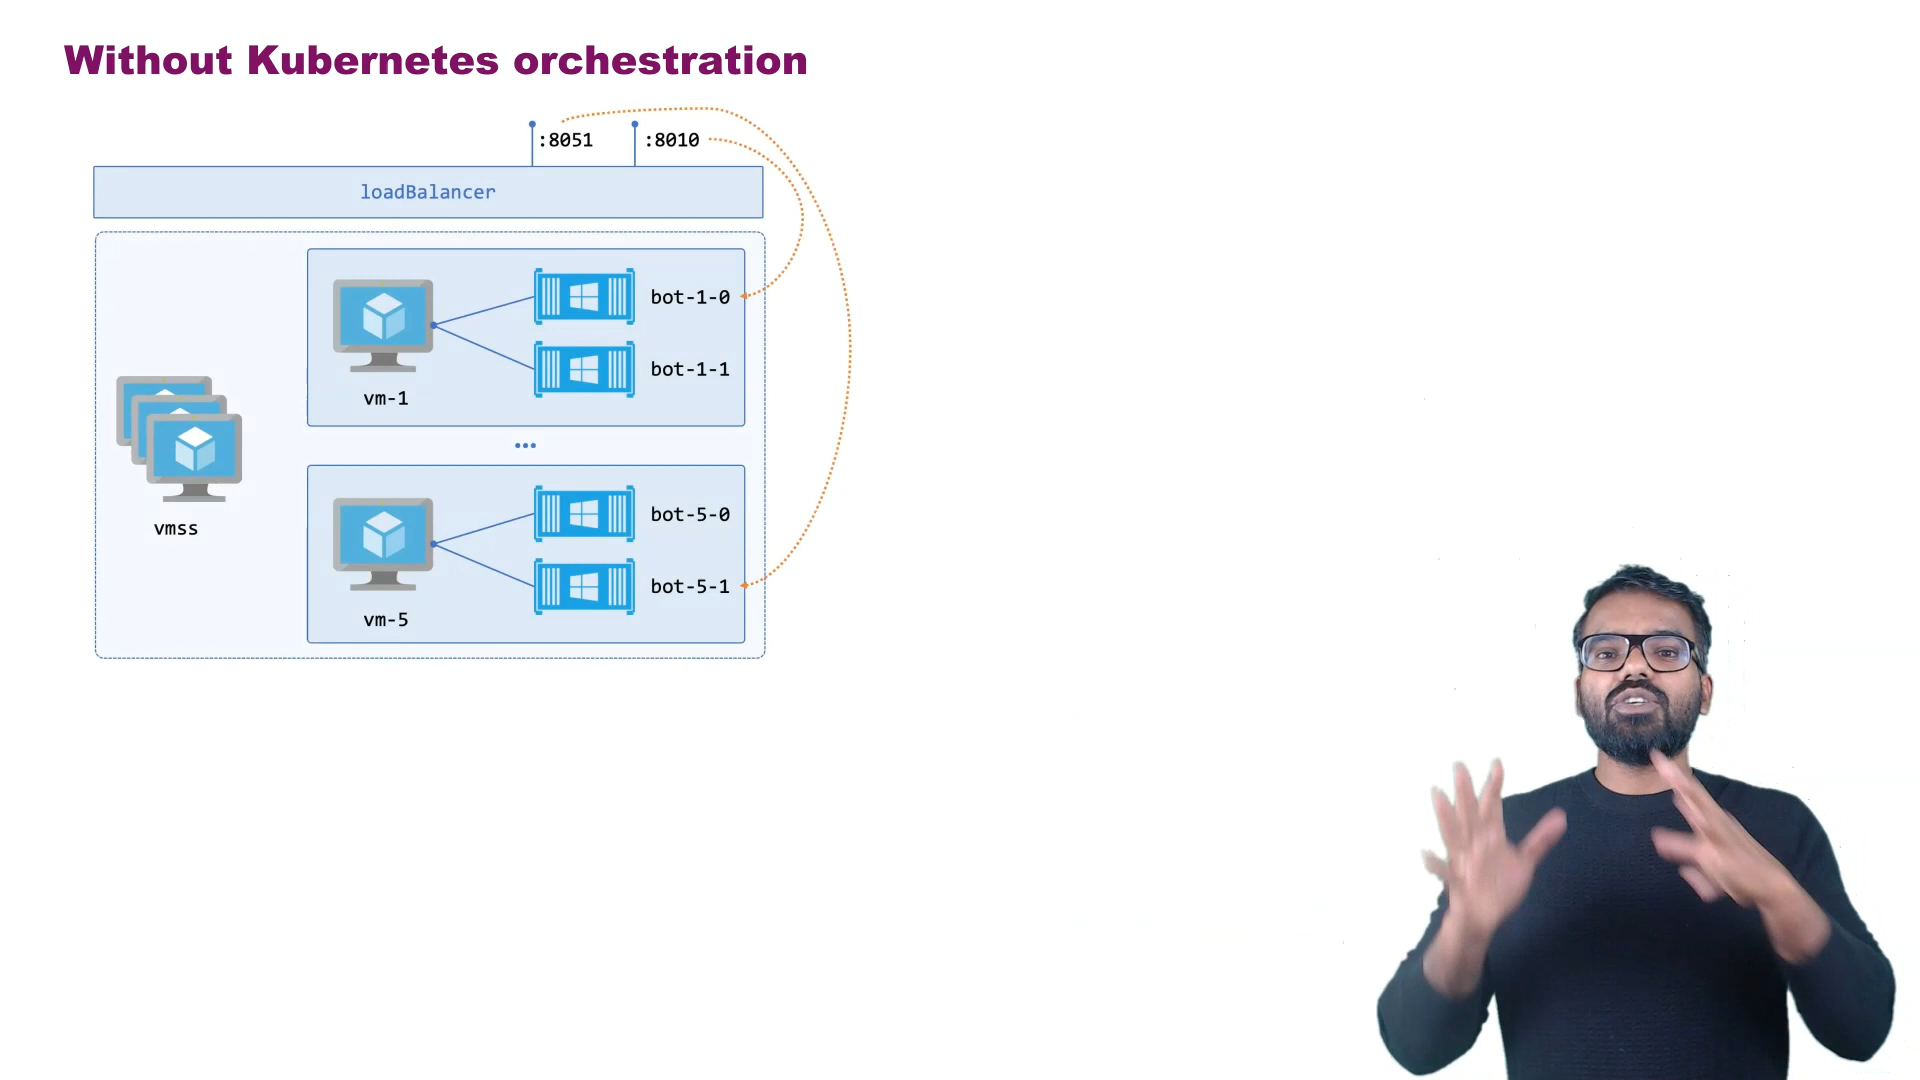 Without Kubernetes orchestration
:8051
:8010
loadBalancer
bot-1-0
bot-1-1
vm-1
...
bot-5-0
vmss
bot-5-1
vm-5